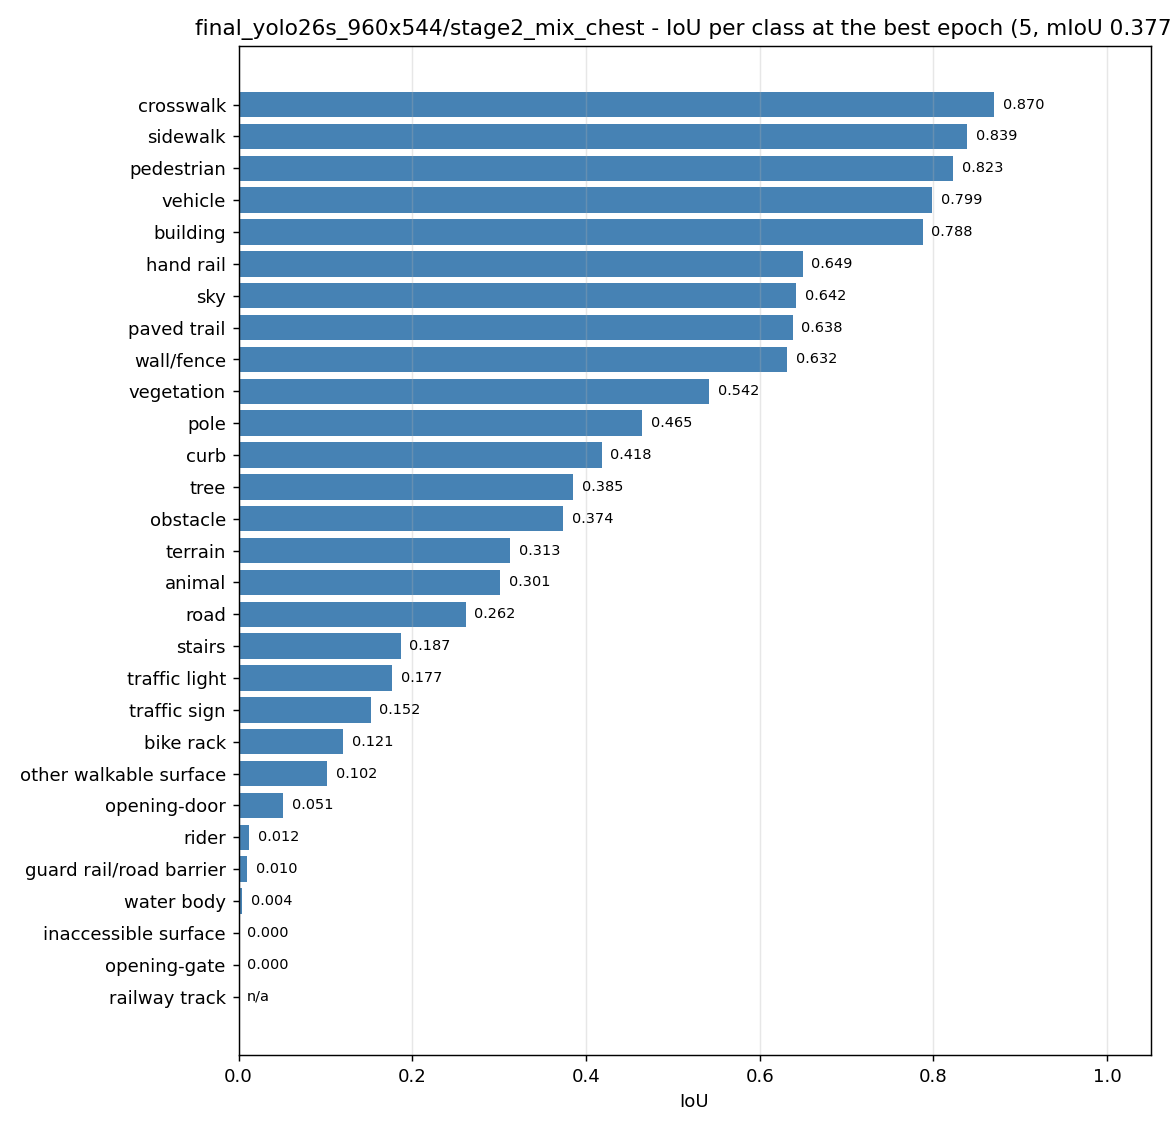 final_yolo26s_960x544/stage2_mix_chest - IoU per class at the best epoch (5, mIoU 0.377
crosswalk 0.870
sidewalk 0.839
pedestrian 0.823
vehicle 0.799
building 0.788
hand rail 0.649
sky 0.642
paved trail 0.638
wall/fence 0.632
vegetation 0.542
pole 0.465
curb 0.418
tree 0.385
obstacle 0.374
terrain 0.313
animal 0.301
road 0.262
stairs 0.187
traffic light 0.177
traffic sign 0.152
bike rack 0.121
other walkable surface 0.102
opening-door 0.051
rider 0.012
guard rail/road barrier 0.010
water body 0.004
inaccessible surface 0.000
opening-gate 0.000
railway track n/a
0.0 0.2 0.4 0.6 0.8 1.0
IoU